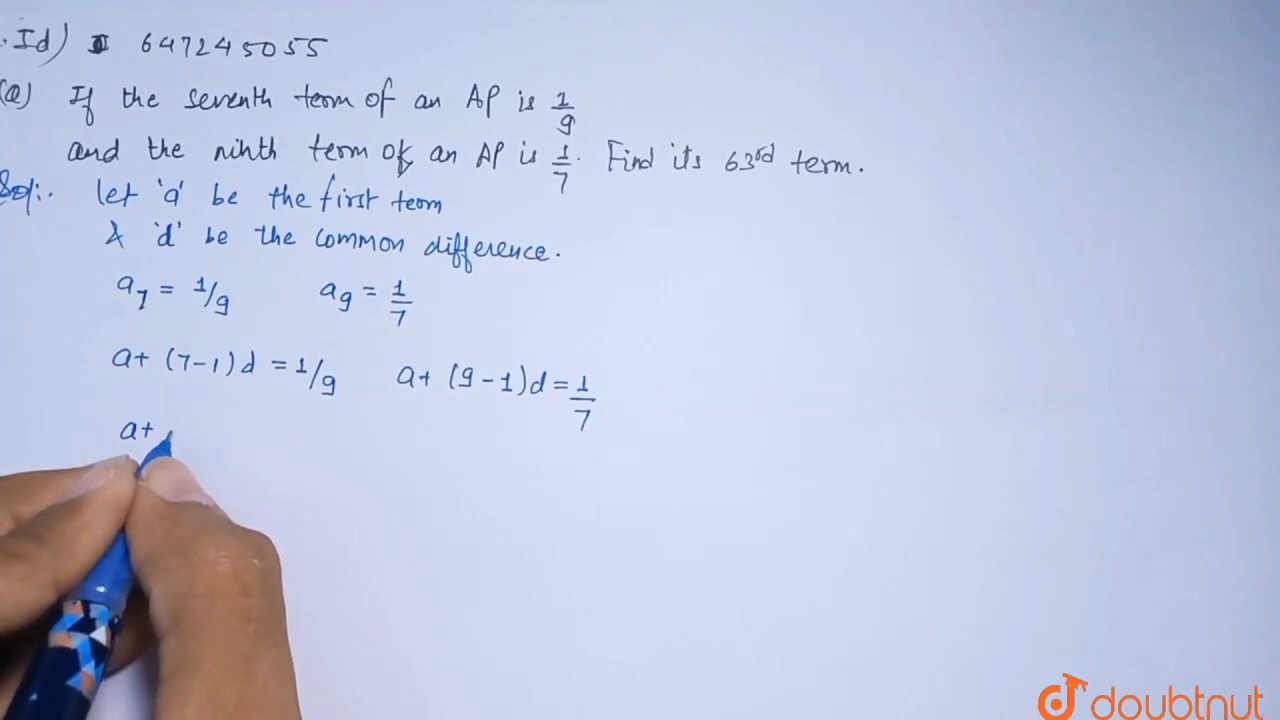 .Id) 647245055
(Q) If the seventh term of an AP is 1/9
and the ninth term of an AP is 1/7. Find its 63rd term.
Sol:. let 'a' be the first term
& 'd' be the common difference.
a7 = 1/9 a9 = 1/7
a+ (7-1)d = 1/9 a+ (9-1)d = 1/7
a+
doubtnut